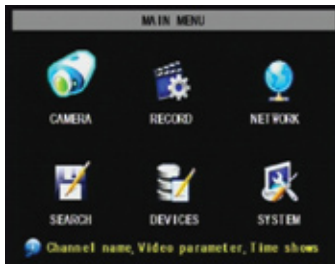 MAIN MENU
CAMERA RECORD NETWORK
SEARCH DEVICES SYSTEM
Channel name, Video parameter, Time shows